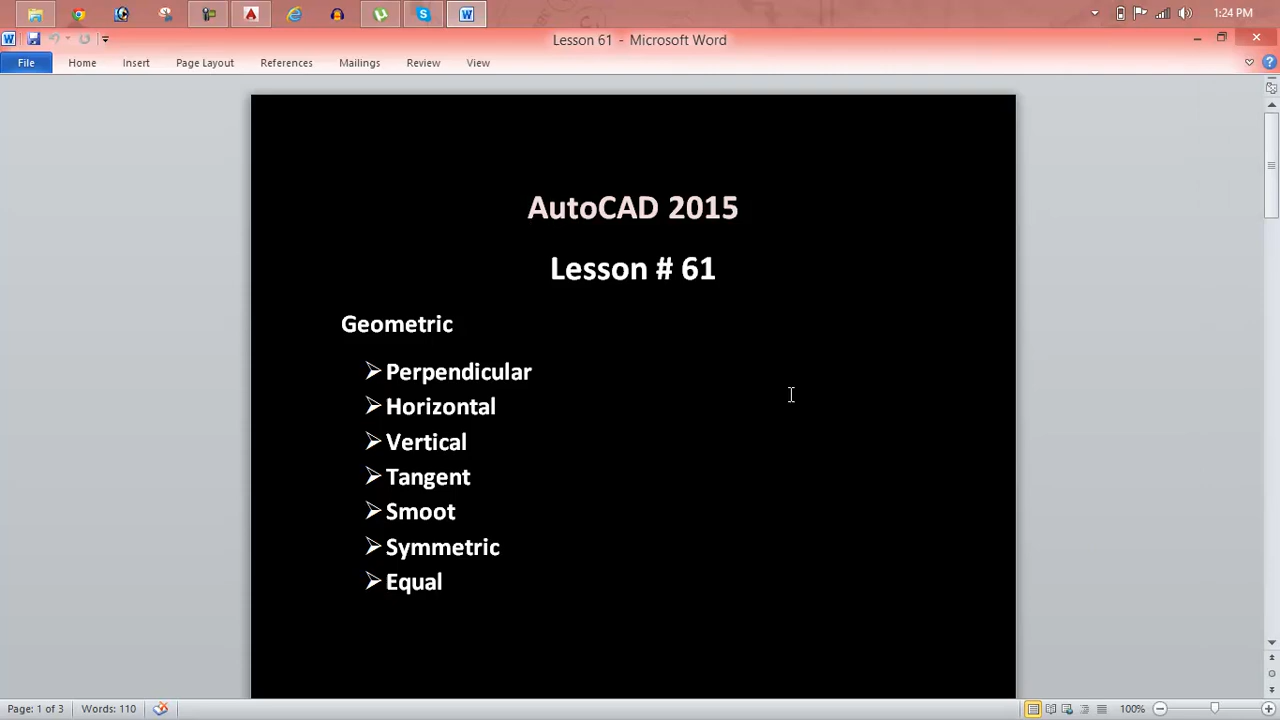 1:24 PM
Lesson 61 - Microsoft Word
File Home Insert Page Layout References Mailings Review View
AutoCAD 2015
Lesson # 61
Geometric
Perpendicular
Horizontal
Vertical
Tangent
Smoot
Symmetric
Equal
Page: 1 of 3 Words: 110 100%